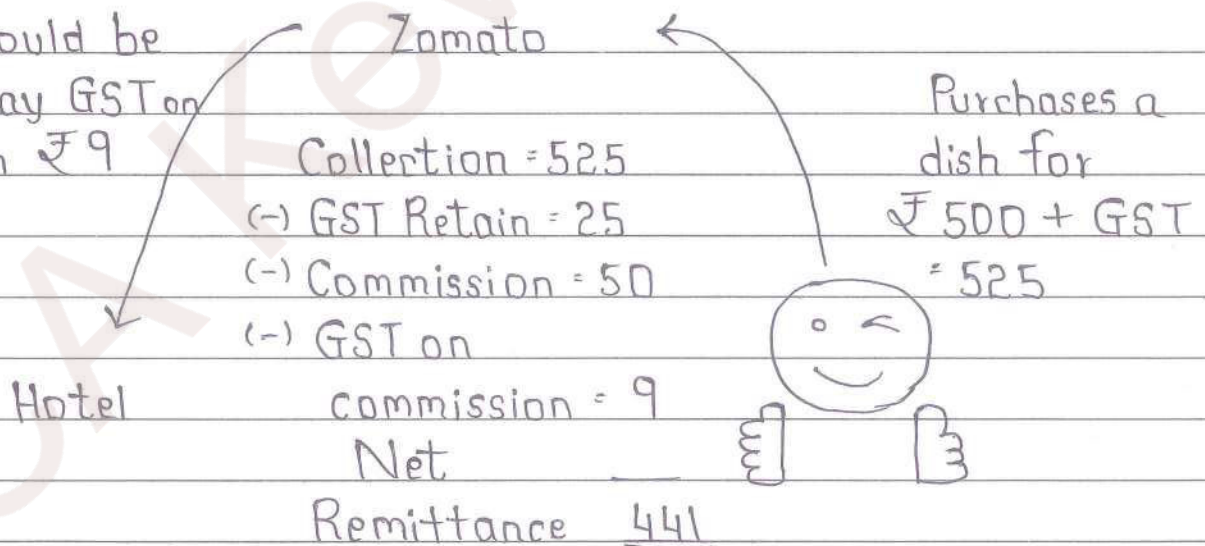 ould be
ay GST on
n ₹9
Zomato
Collection = 525
(-) GST Retain = 25
(-) Commission = 50
(-) GST on
commission = 9
Net
Remittance 441
Hotel
Purchases a
dish for
₹ 500 + GST
= 525